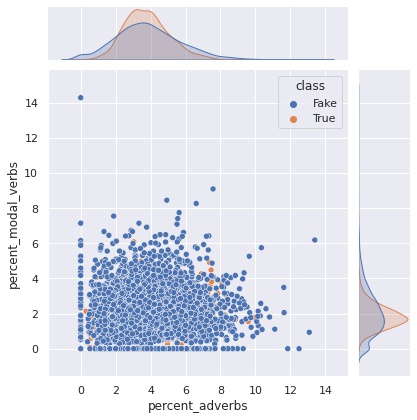 class
Fake
True
14
12
10
8
6
4
2
0
percent_modal_verbs
0 2 4 6 8 10 12 14
percent_adverbs